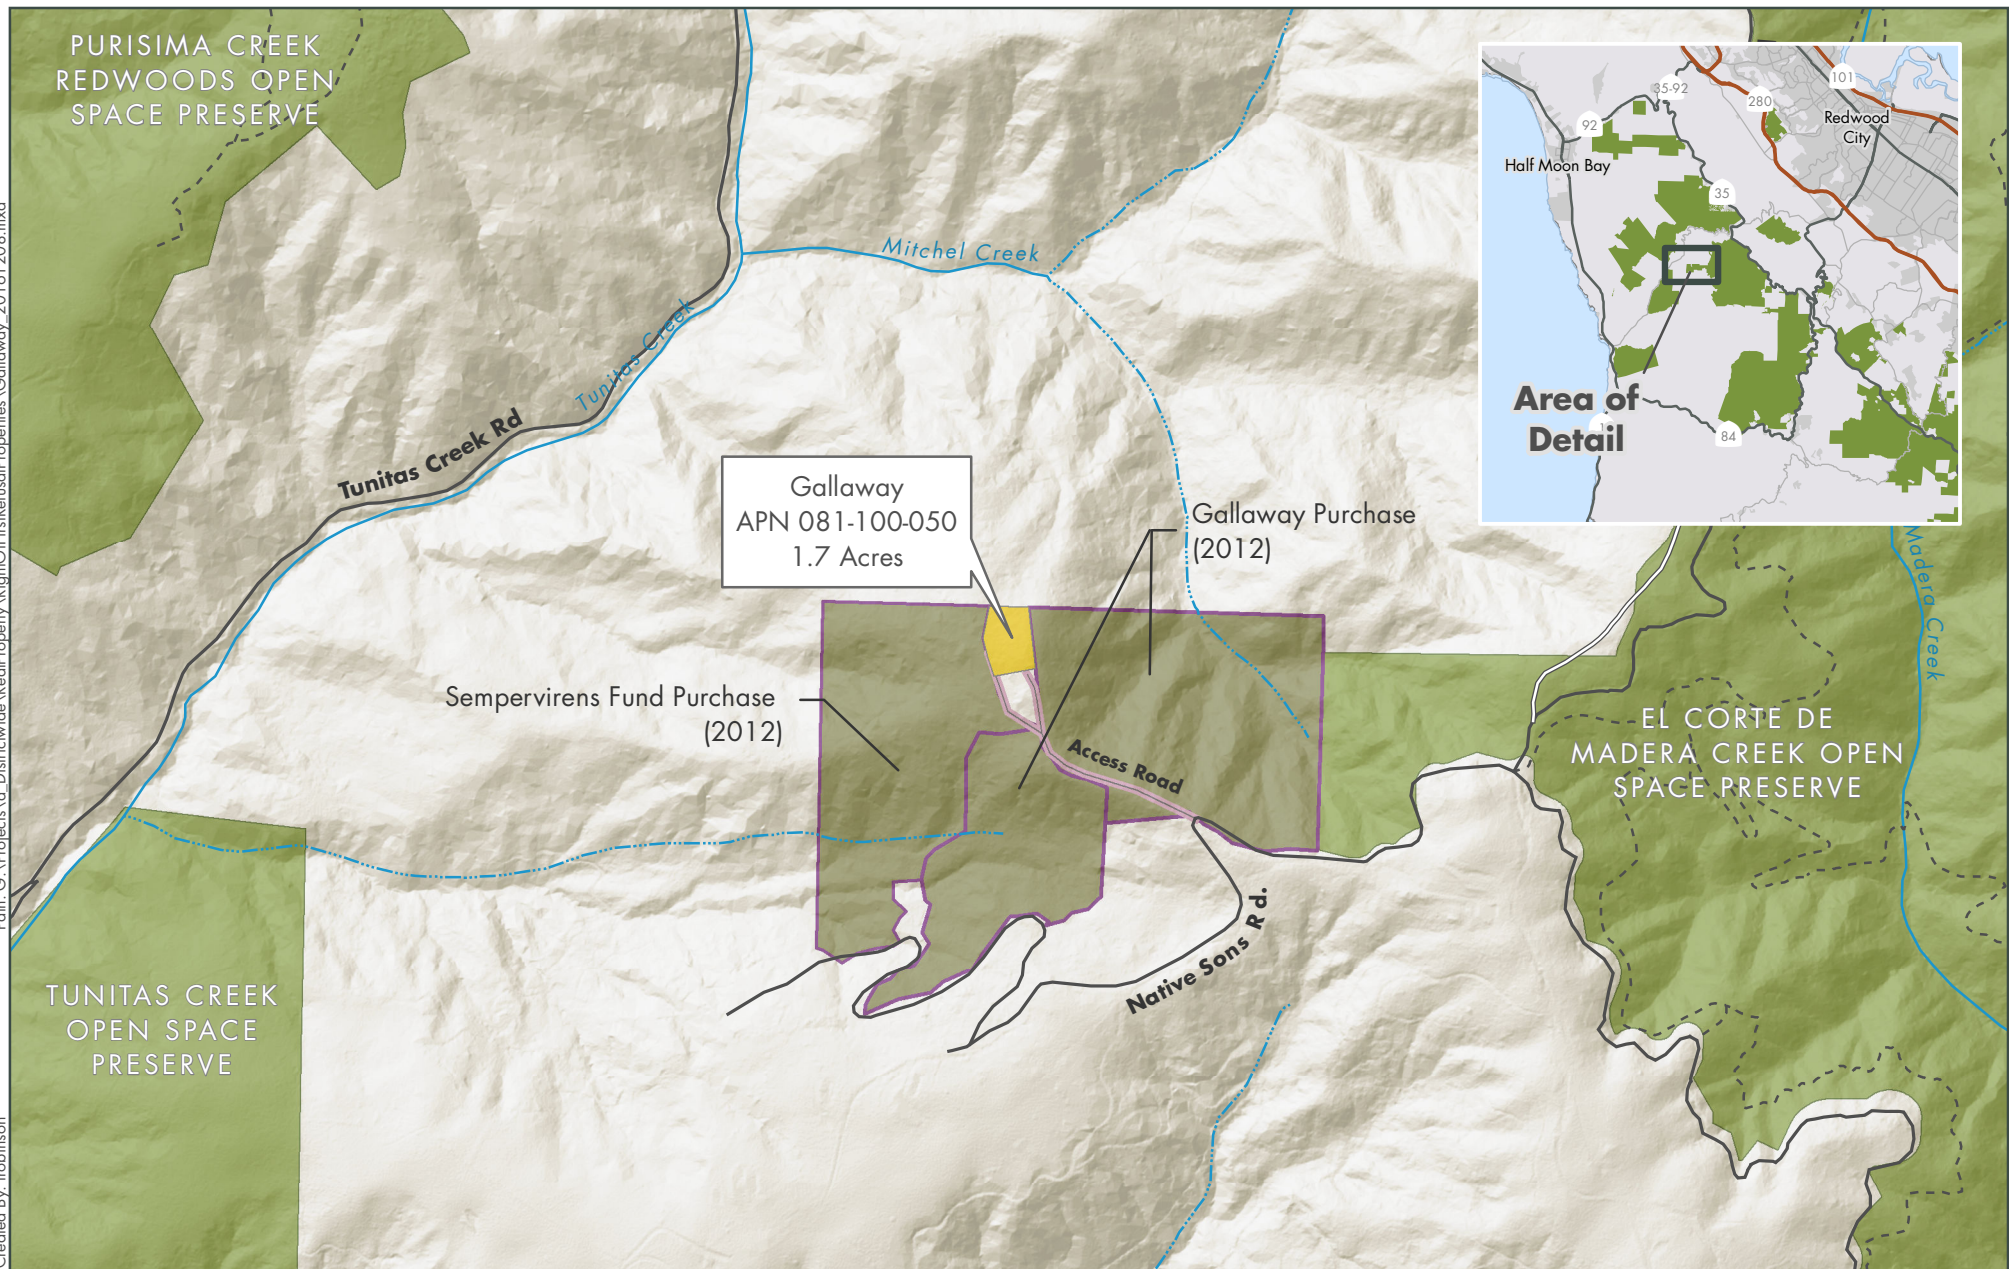 PURISIMA CREEK
REDWOODS OPEN
SPACE PRESERVE
Mitchel Creek
Tunitas Creek
Tunitas Creek Rd
Gallaway
APN 081-100-050
1.7 Acres
Gallaway Purchase
(2012)
Sempervirens Fund Purchase
(2012)
Access Road
Native Sons Rd.
EL CORTE DE
MADERA CREEK OPEN
SPACE PRESERVE
Madera Creek
TUNITAS CREEK
OPEN SPACE
PRESERVE
35-92
101
280
92
Redwood
City
Half Moon Bay
35
Area of
Detail
84